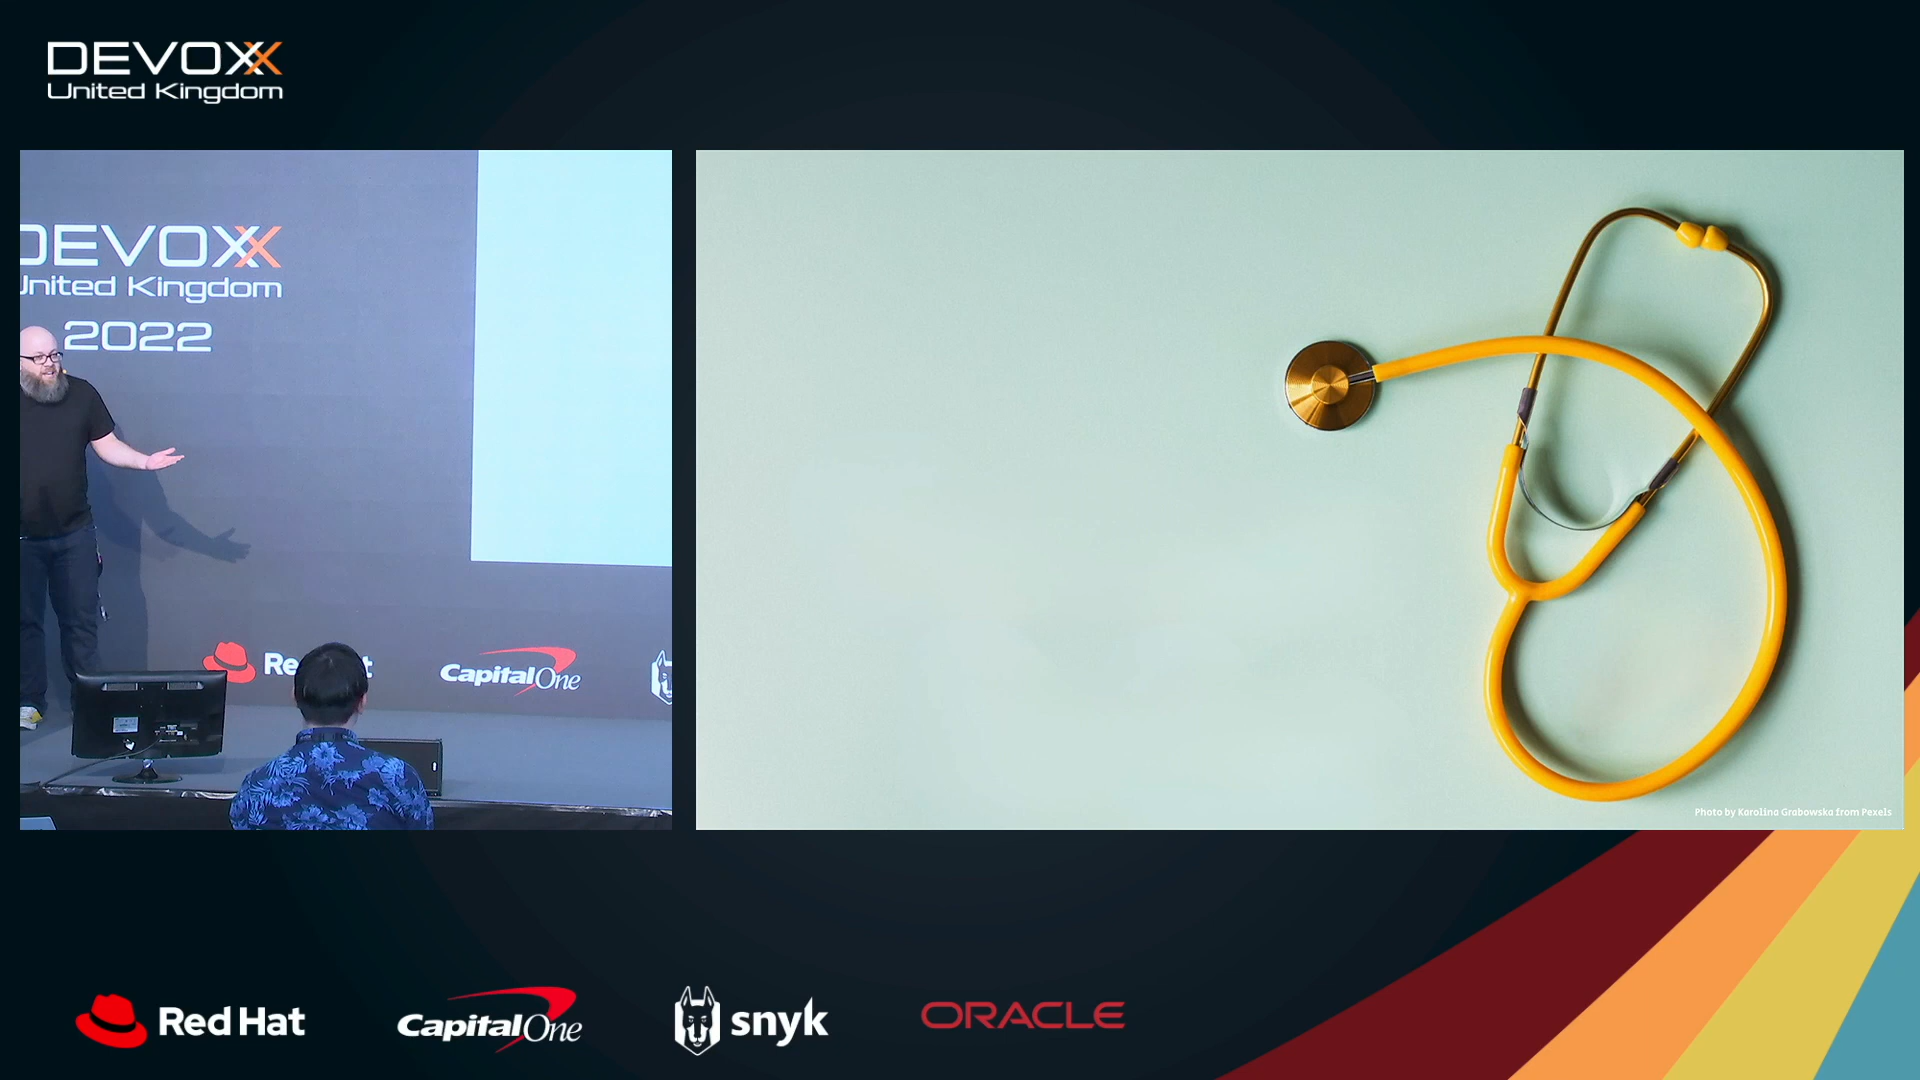 DEVOXX
United Kingdom
DEVOXX
United Kingdom
2022
CapitalOne
Photo by Karolina Grabowska from Pexels
Red Hat
CapitalOne
snyk
ORACLE